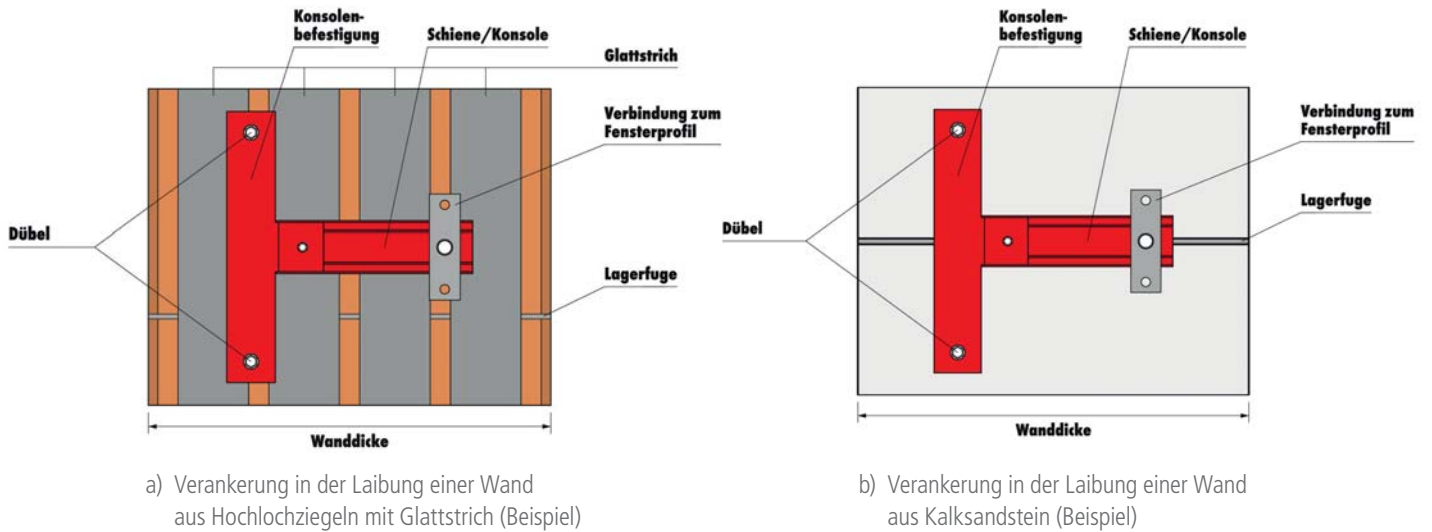 Konsolen-
befestigung
Schiene/Konsole
Glattstrich
Verbindung zum
Fensterprofil
Dübel
Lagerfuge
Wanddicke
a) Verankerung in der Laibung einer Wand
aus Hochlochziegeln mit Glattstrich (Beispiel)
Konsolen-
befestigung
Schiene/Konsole
Verbindung zum
Fensterprofil
Lagerfuge
Dübel
Wanddicke
b) Verankerung in der Laibung einer Wand
aus Kalksandstein (Beispiel)